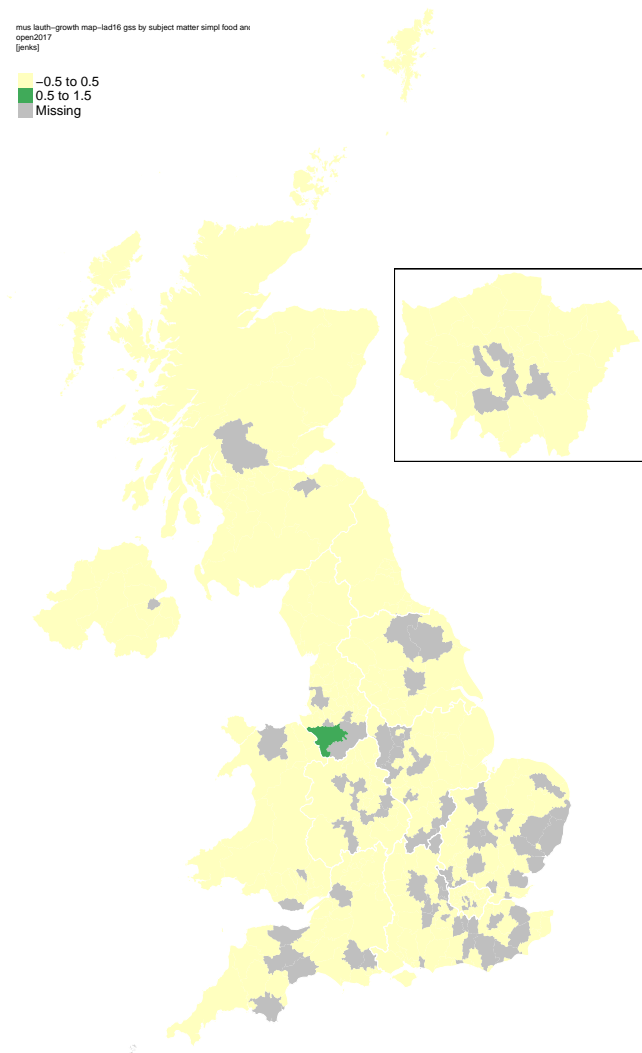 mus lauth−growth map−lad16 gss by subject matter simpl food and
open2017
[jenks]
−0.5 to 0.5
0.5 to 1.5
Missing